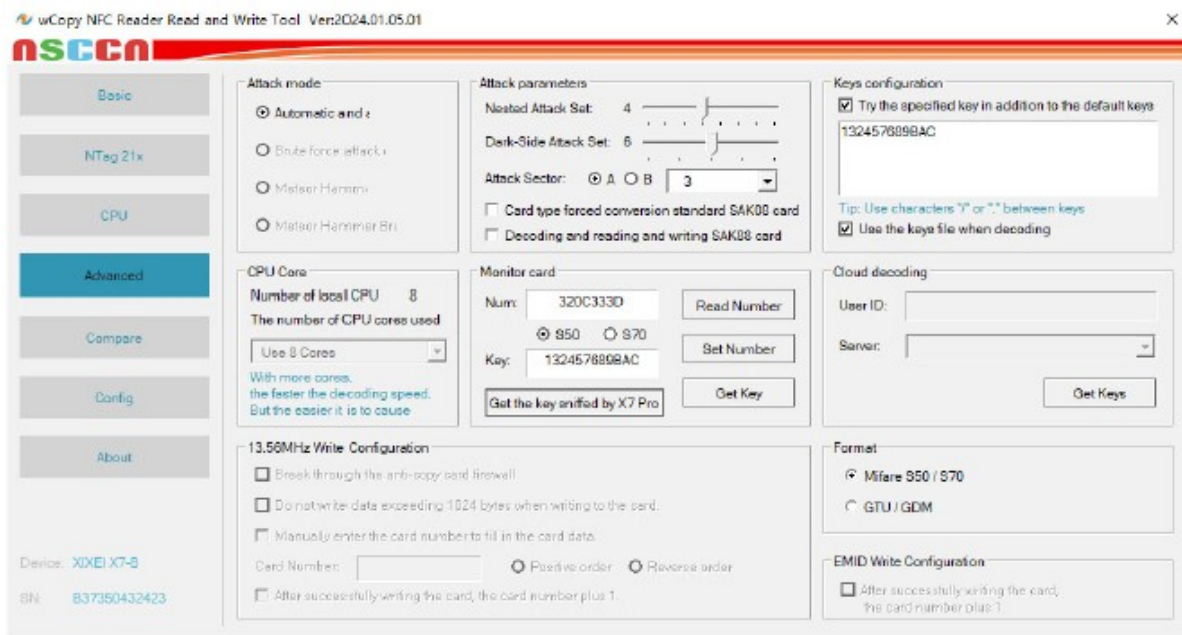 wCopy NFC Reader Read and Write Tool Ver:2024.01.05.01
nsccn
Basic
NTag 21x
CPU
Advanced
Compare
Config
About
Device: XIXEI X7-B
SN: B37350432423
Attack mode
Automatic and a
Brute force attack
Meteor Hamm
Meteor Hammer Bri
Attack parameters
Nested Attack Set: 4
Dark-Side Attack Set: 6
Attack Sector: A B 3
Card type forced conversion standard SAK08 card
Decoding and reading and writing SAK88 card
Keys configuration
Try the specified key in addition to the default keys
132457689BAC
Tip: Use characters "/" or "." between keys
Use the keys file when decoding
CPU Core
Number of local CPU 8
The number of CPU cores used
Use 8 Cores
With more cores,
the faster the decoding speed.
But the easier it is to cause
Monitor card
Num: 320C333D
Read Number
S50 S70
Set Number
Key: 132457689BAC
Get the key sniffed by X7 Pro
Get Key
Cloud decoding
User ID:
Server:
Get Keys
13.56MHz Write Configuration
Break through the anti-copy card firewall
Do not write data exceeding 1024 bytes when writing to the card.
Manually enter the card number to fill in the card data.
Card Number: Positive order Reverse order
After successfully writing the card, the card number plus 1.
Format
Mifare S50 / S70
GTU / GDM
EMID Write Configuration
After successfully writing the card,
the card number plus 1.